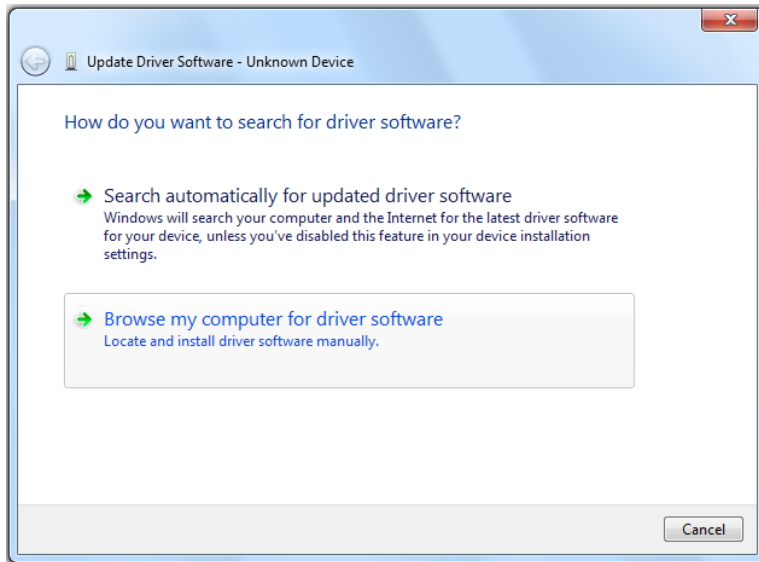 Update Driver Software - Unknown Device
How do you want to search for driver software?
Search automatically for updated driver software
Windows will search your computer and the Internet for the latest driver software
for your device, unless you've disabled this feature in your device installation
settings.
Browse my computer for driver software
Locate and install driver software manually.
Cancel